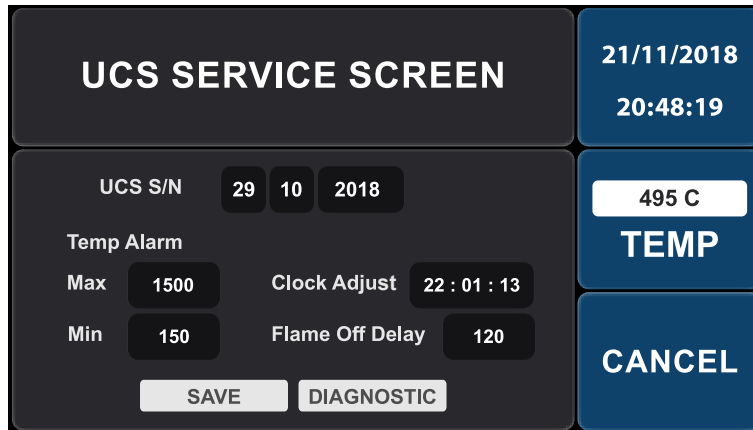 UCS SERVICE SCREEN
21/11/2018
20:48:19
UCS S/N 29 10 2018
Temp Alarm
Max 1500 Clock Adjust 22 : 01 : 13
Min 150 Flame Off Delay 120
SAVE DIAGNOSTIC
495 C
TEMP
CANCEL